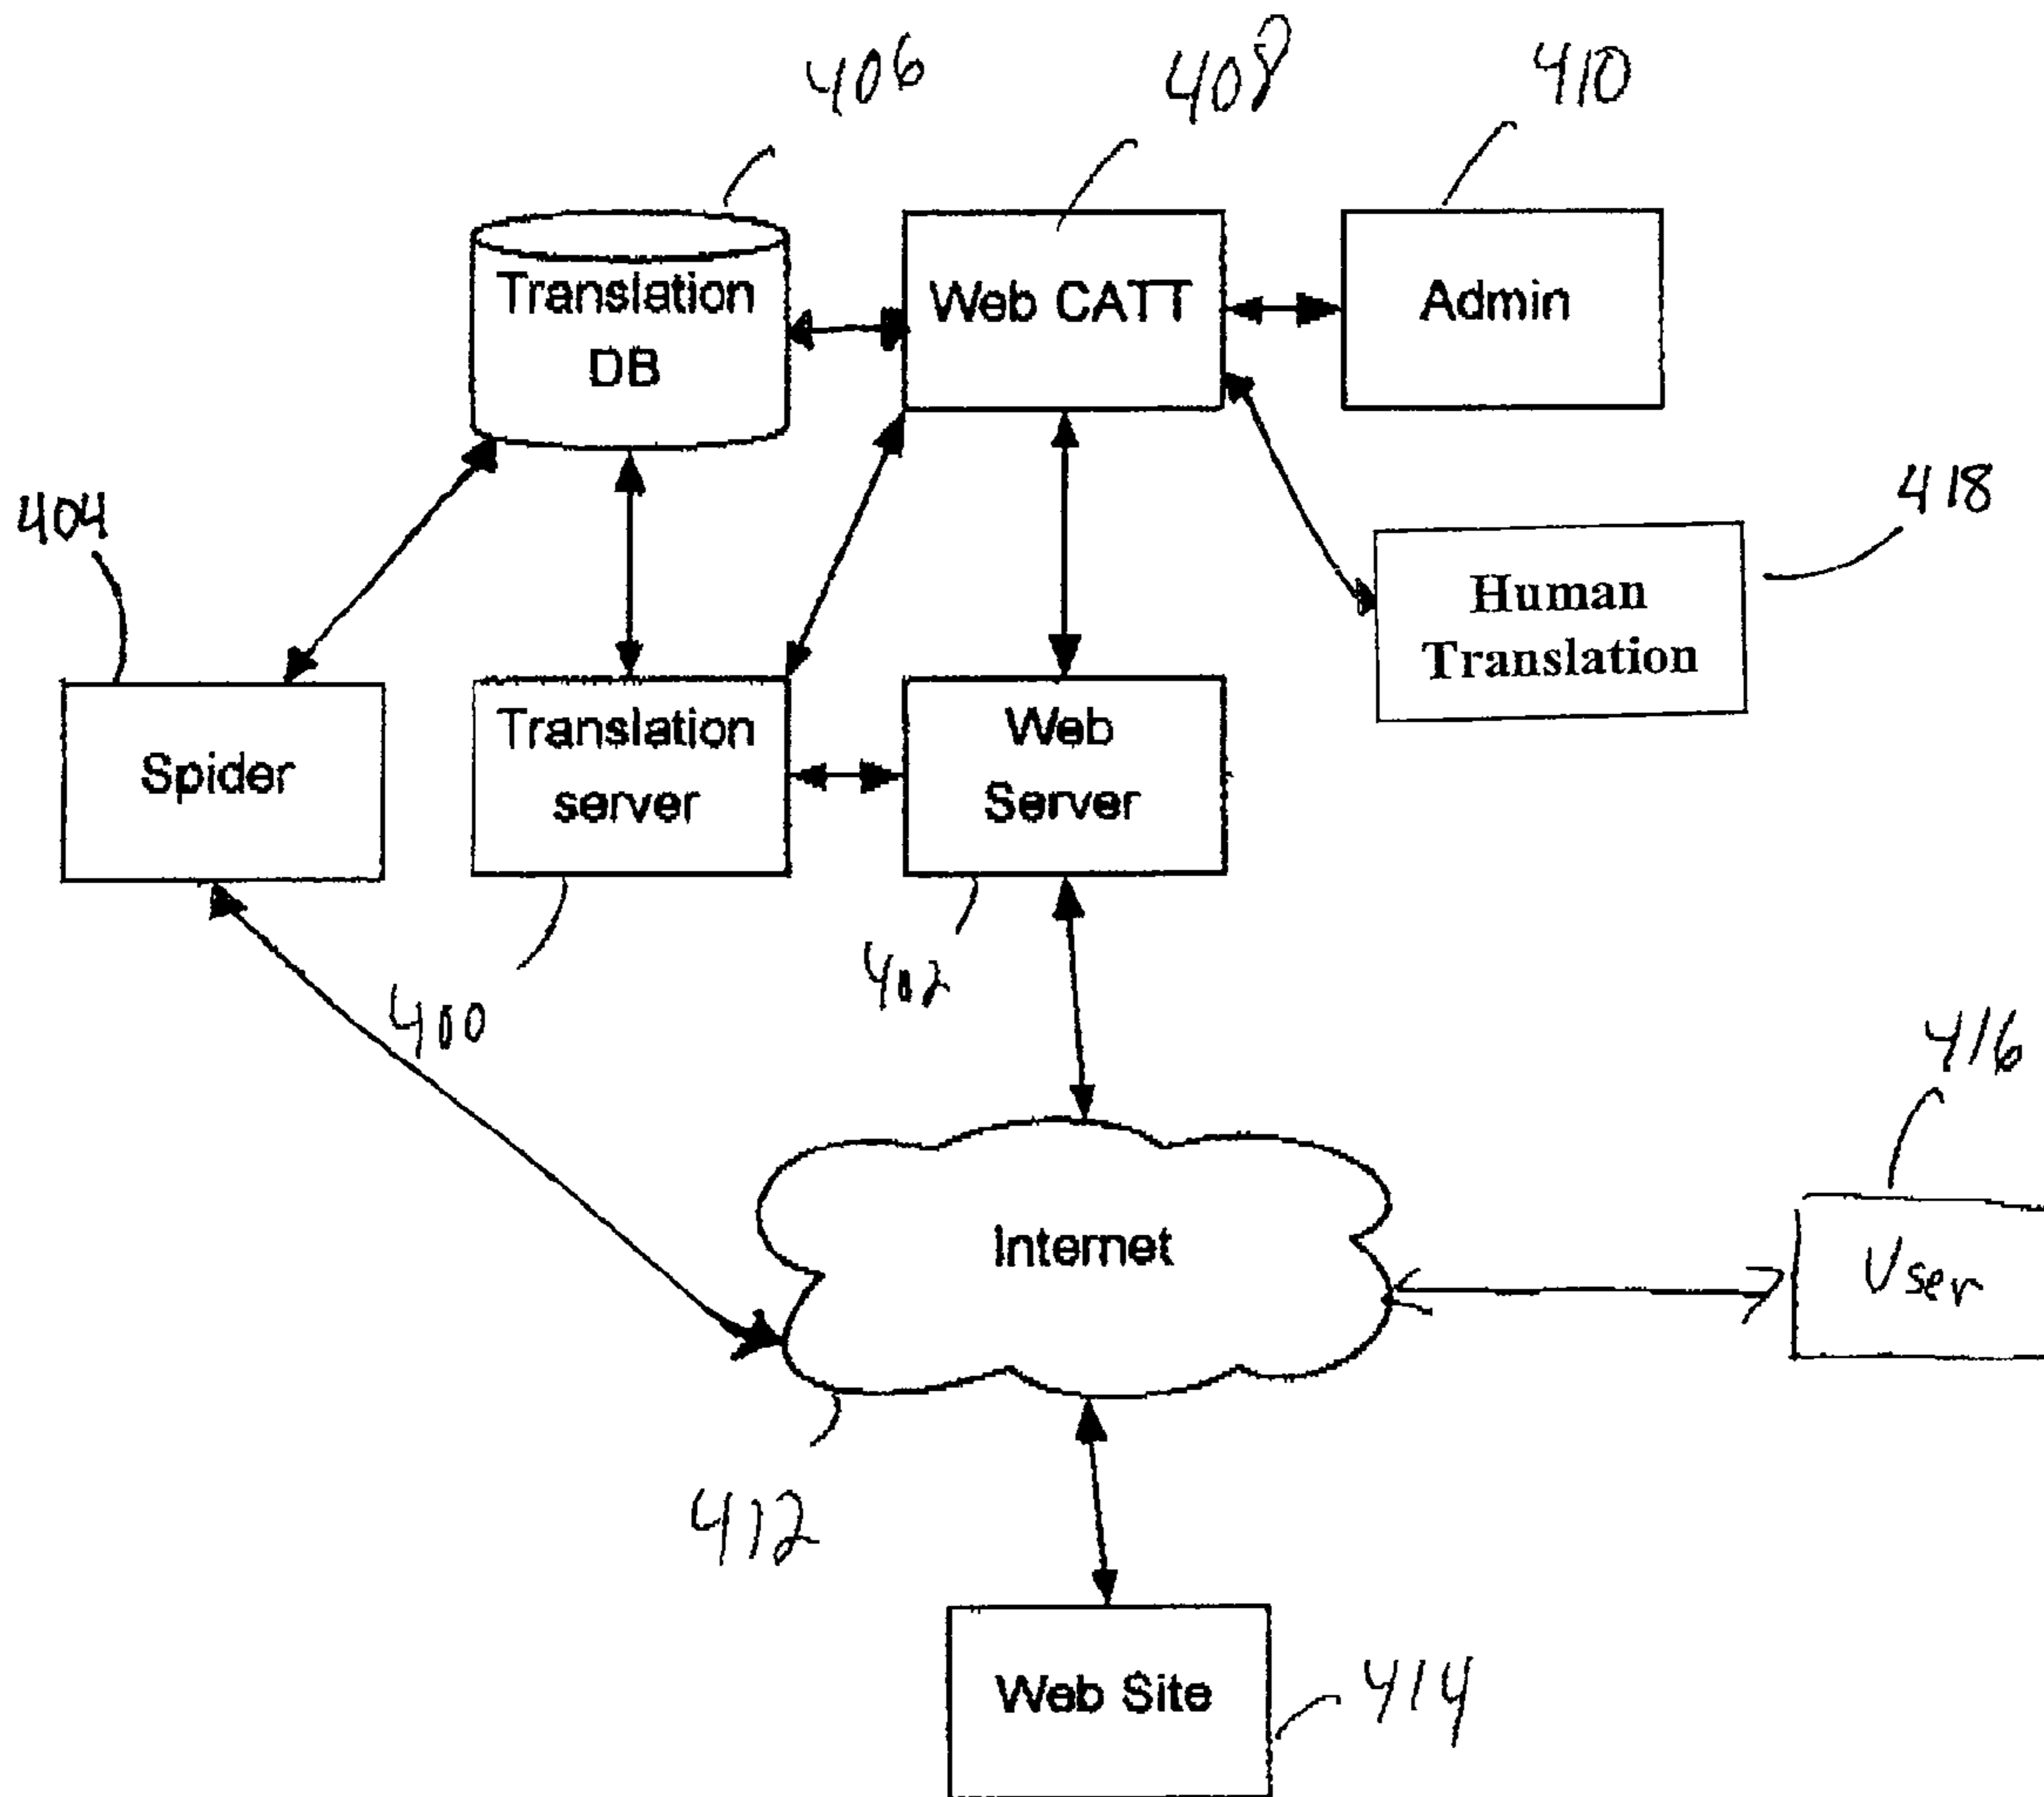 406
408
410
Translation
DB
Web CATT
Admin
404
418
Human
Translation
Spider
Translation
server
Web
Server
400
402
416
Internet
User
412
Web Site
414